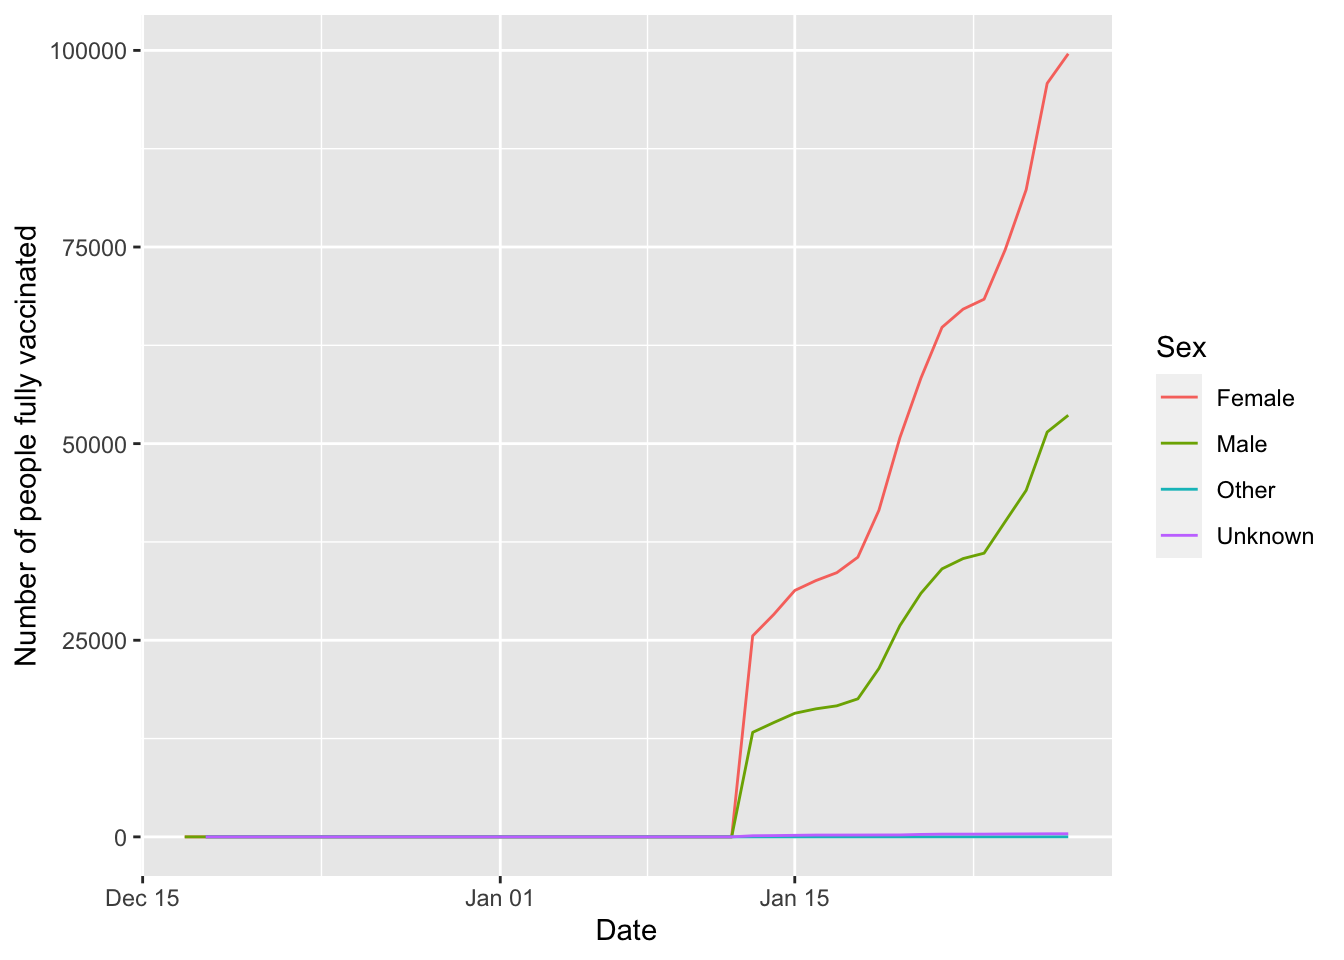 100000
75000
50000
25000
0
Number of people fully vaccinated
Dec 15
Jan 01
Jan 15
Date
Sex
Female
Male
Other
Unknown